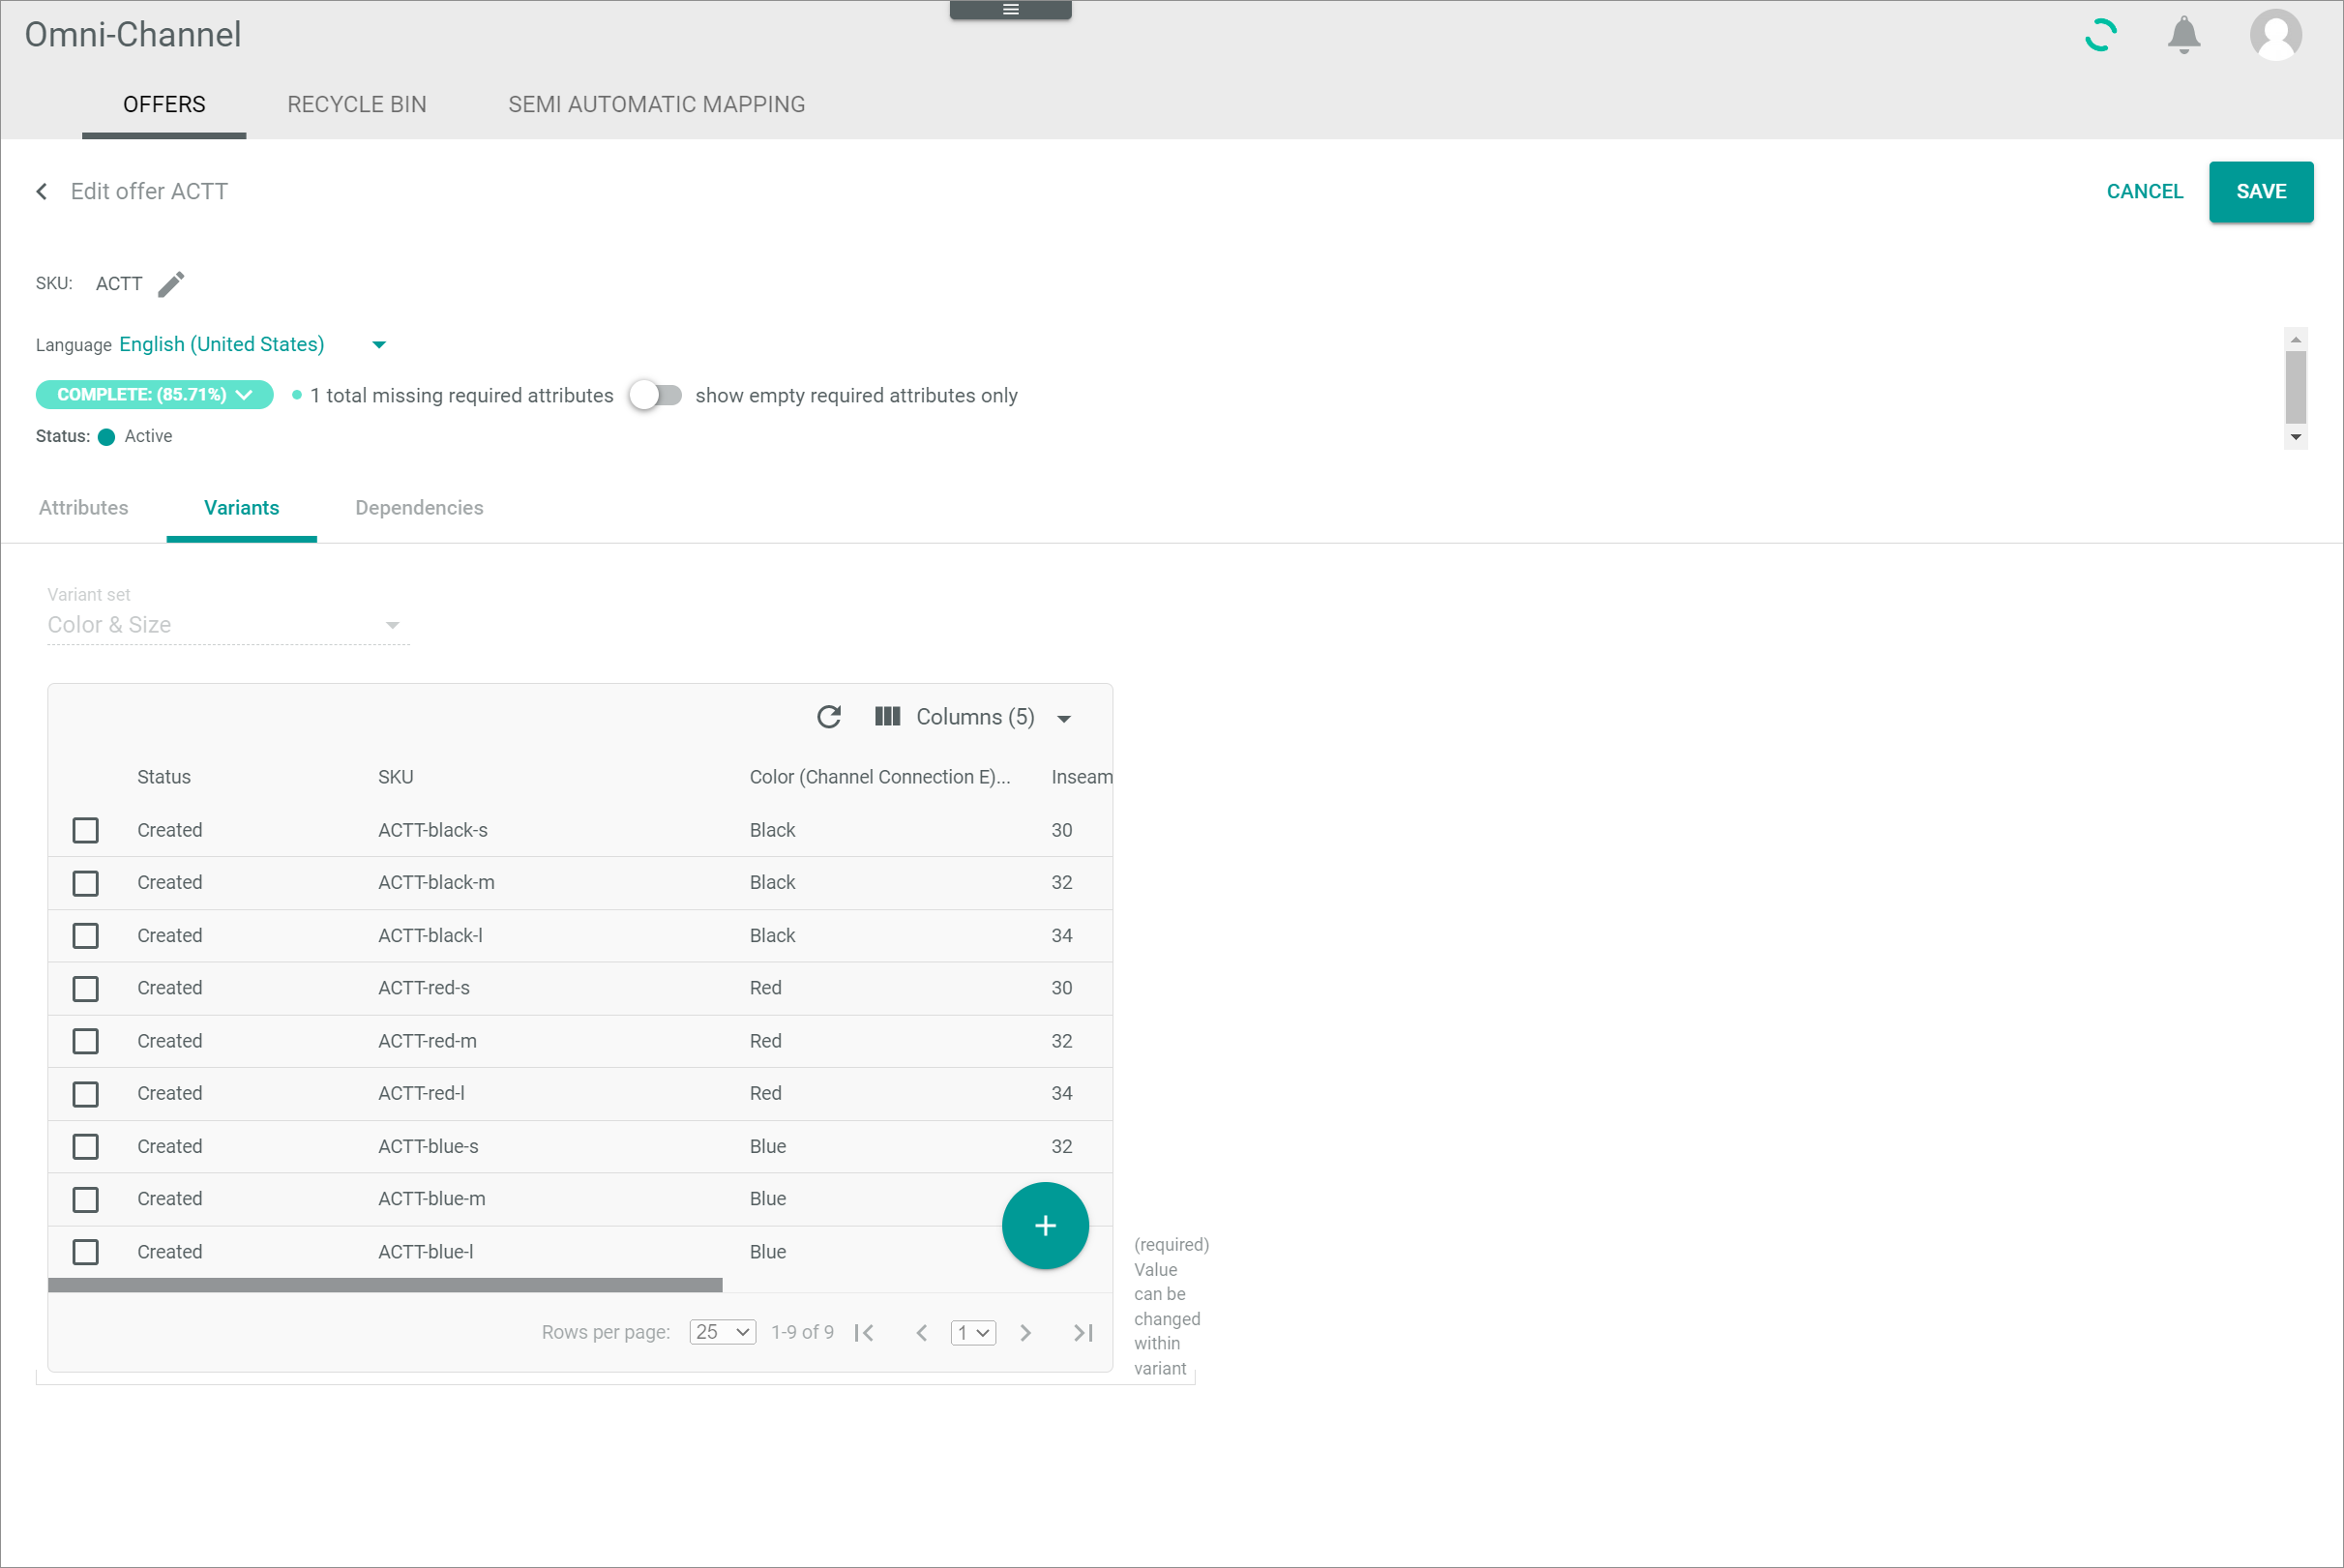 Omni-Channel
OFFERS RECYCLE BIN SEMI AUTOMATIC MAPPING
Edit offer ACTT CANCEL SAVE
SKU: ACTT
Language English (United States)
COMPLETE: (85.71%) 1 total missing required attributes show empty required attributes only
Status: Active
Attributes Variants Dependencies
Variant set
Color & Size
Columns (5)
Status SKU Color (Channel Connection E)... Inseam
Created ACTT-black-s Black 30
Created ACTT-black-m Black 32
Created ACTT-black-l Black 34
Created ACTT-red-s Red 30
Created ACTT-red-m Red 32
Created ACTT-red-l Red 34
Created ACTT-blue-s Blue 32
Created ACTT-blue-m Blue
Created ACTT-blue-l Blue
(required)
Value
can be
changed
within
variant
Rows per page: 25 1-9 of 9 1